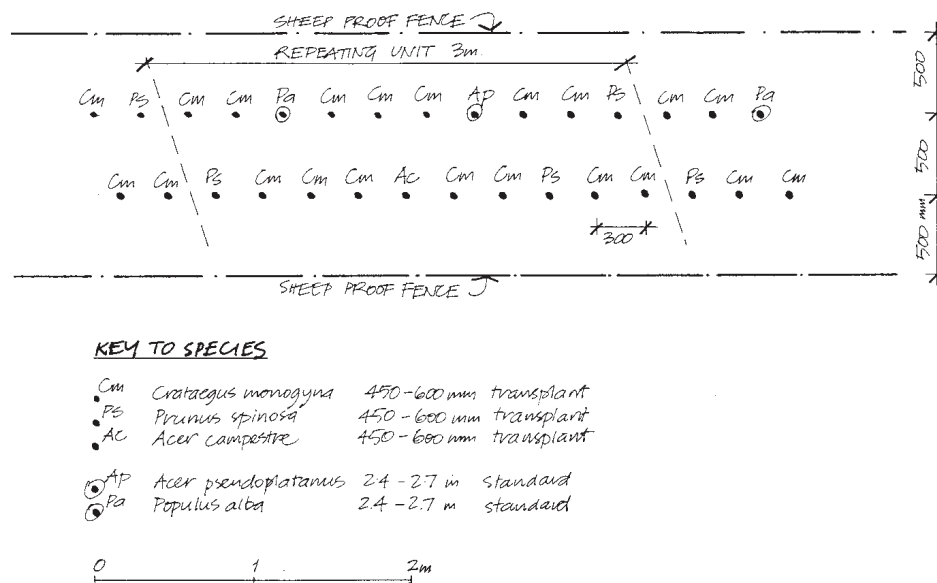 SHEEP PROOF FENCE
REPEATING UNIT 3m.
Cm Ps Cm Cm Pa Cm Cm Cm Ap Cm Cm Ps Cm Cm Pa
Cm Cm Ps Cm Cm Cm Ac Cm Cm Ps Cm Cm Ps Cm Cm
300
500
500
500 mm
SHEEP PROOF FENCE
KEY TO SPECIES
Cm Crataegus monogyna 450-600 mm transplant
Ps Prunus spinosa 450-600 mm transplant
Ac Acer campestre 450-600 mm transplant
Ap Acer pseudoplatanus 2.4-2.7 m standard
Pa Populus alba 2.4-2.7 m standard
0 1 2m